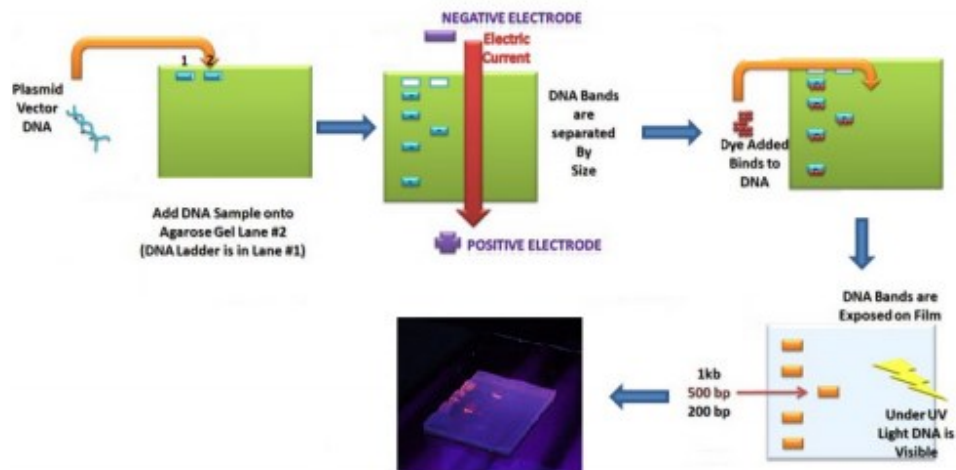 Plasmid
Vector
DNA
1 2
Add DNA Sample onto
Agarose Gel Lane #2
(DNA Ladder is in Lane #1)
NEGATIVE ELECTRODE
Electric
Current
POSITIVE ELECTRODE
DNA Bands
are
separated
By
Size
Dye Added
Binds to
DNA
DNA Bands are
Exposed on Film
Under UV
Light DNA is
Visible
1kb
500 bp
200 bp